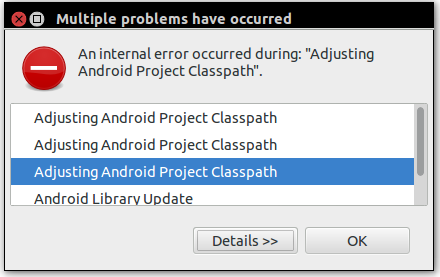 Multiple problems have occurred
An internal error occurred during: "Adjusting
Android Project Classpath".
Adjusting Android Project Classpath
Adjusting Android Project Classpath
Adjusting Android Project Classpath
Android Library Update
Details >>
OK